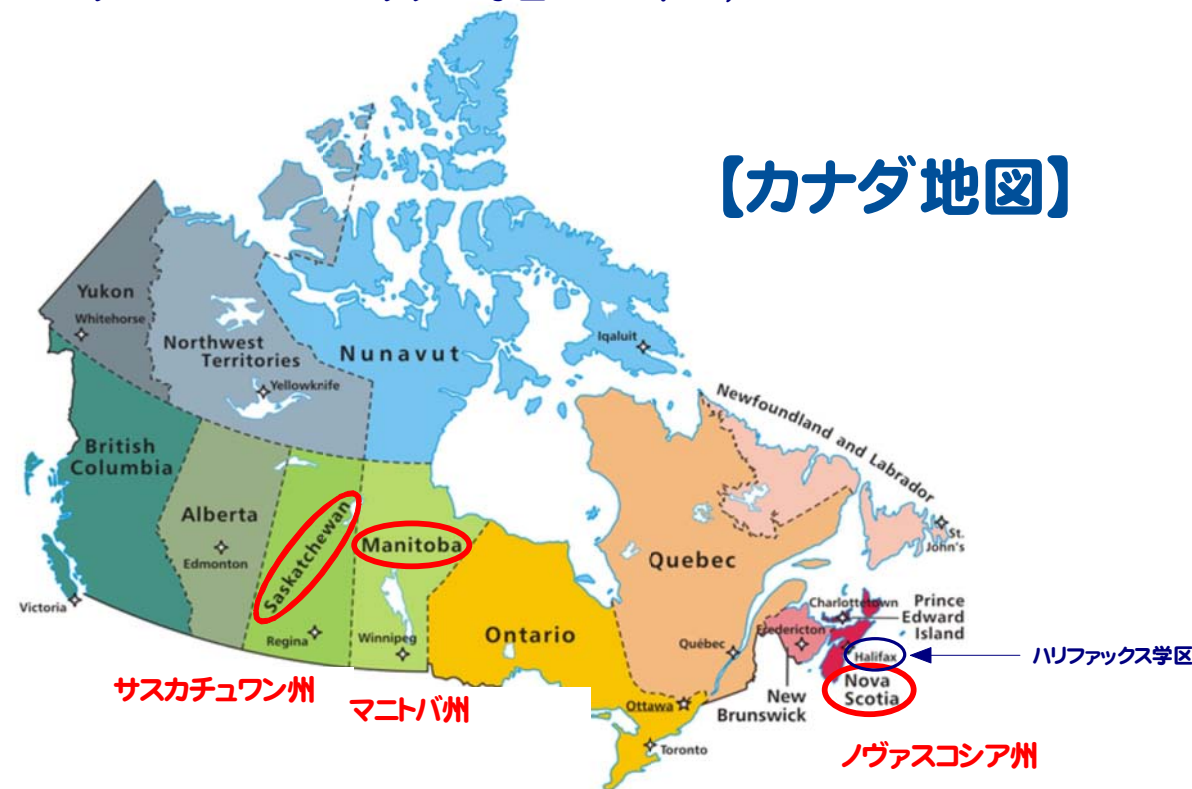 【カナダ地図】
Yukon
Whitehorse
Northwest
Territories
Yellowknife
Nunavut
Iqaluit
Newfoundland and Labrador
British
Columbia
Alberta
Edmonton
Saskatchewan
Manitoba
Quebec
St.
John's
Victoria
Regina
Winnipeg
Ontario
Québec
Charlottetown
Prince
Edward
Island
Fredericton
Halifax
ハリファックス学区
Nova
Scotia
New
Brunswick
Ottawa
Toronto
サスカチュワン州
マニトバ州
ノヴァスコシア州